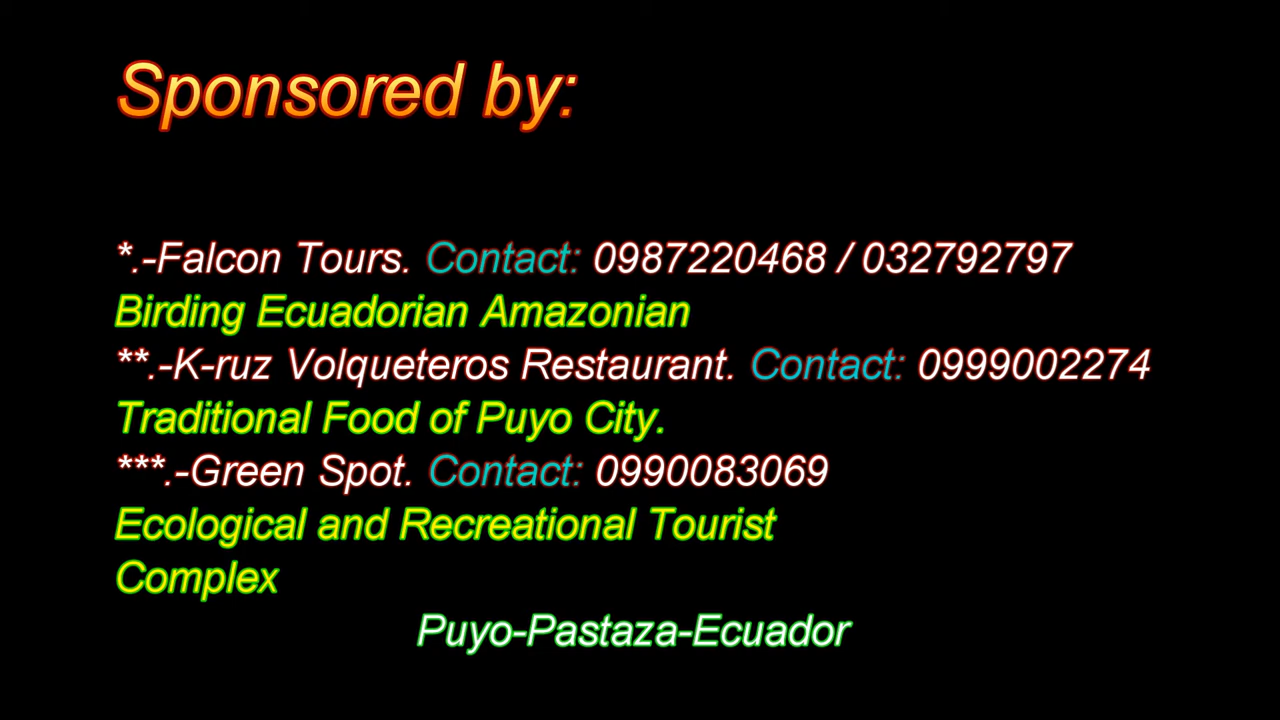 Sponsored by:
*.-Falcon Tours. Contact: 0987220468 / 032792797
Birding Ecuadorian Amazonian
**.-K-ruz Volqueteros Restaurant. Contact: 0999002274
Traditional Food of Puyo City.
***.-Green Spot. Contact: 0990083069
Ecological and Recreational Tourist
Complex
Puyo-Pastaza-Ecuador